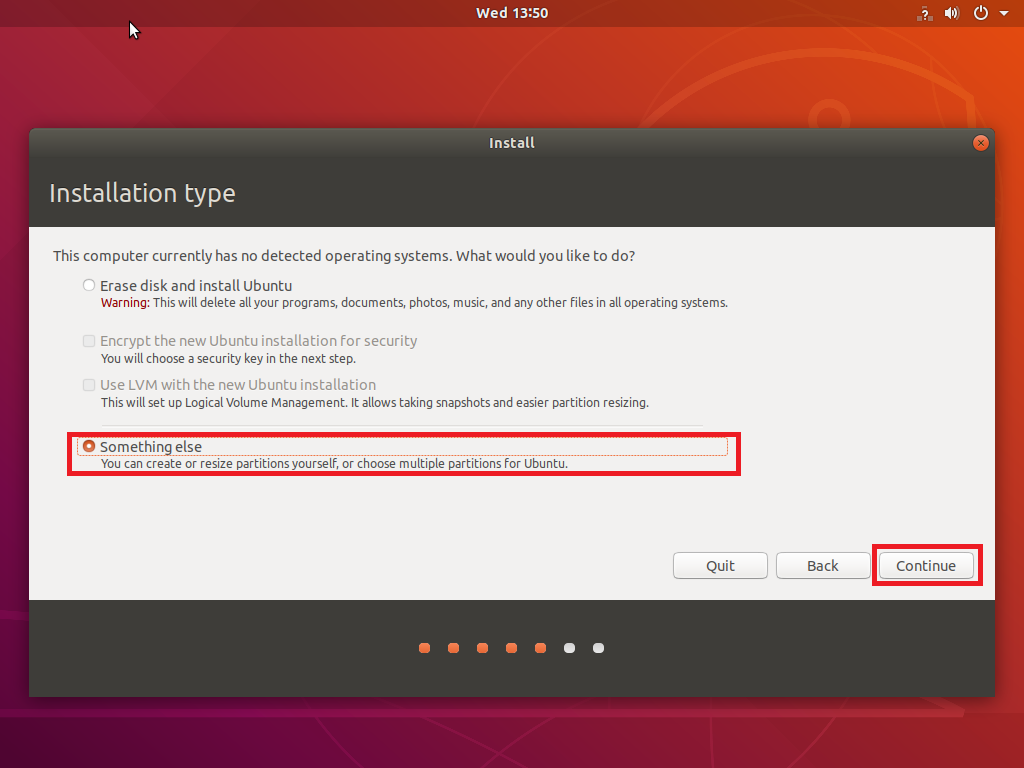 Wed 13:50
?
Install
Installation type
This computer currently has no detected operating systems. What would you like to do?
Erase disk and install Ubuntu
Warning: This will delete all your programs, documents, photos, music, and any other files in all operating systems.
Encrypt the new Ubuntu installation for security
You will choose a security key in the next step.
Use LVM with the new Ubuntu installation
This will set up Logical Volume Management. It allows taking snapshots and easier partition resizing.
Something else
You can create or resize partitions yourself, or choose multiple partitions for Ubuntu.
Quit
Back
Continue